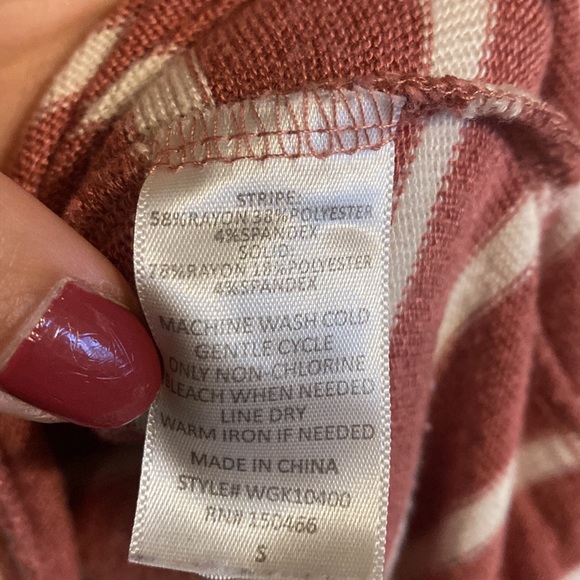 STRIPE:
58%RAYON 38%POLYESTER
4%SPANDEX
SOLID:
78%RAYON 18%POLYESTER
4%SPANDEX
MACHINE WASH COLD
GENTLE CYCLE
ONLY NON-CHLORINE
BLEACH WHEN NEEDED
LINE DRY
WARM IRON IF NEEDED
MADE IN CHINA
STYLE# WGK10400
RN# 150466
S